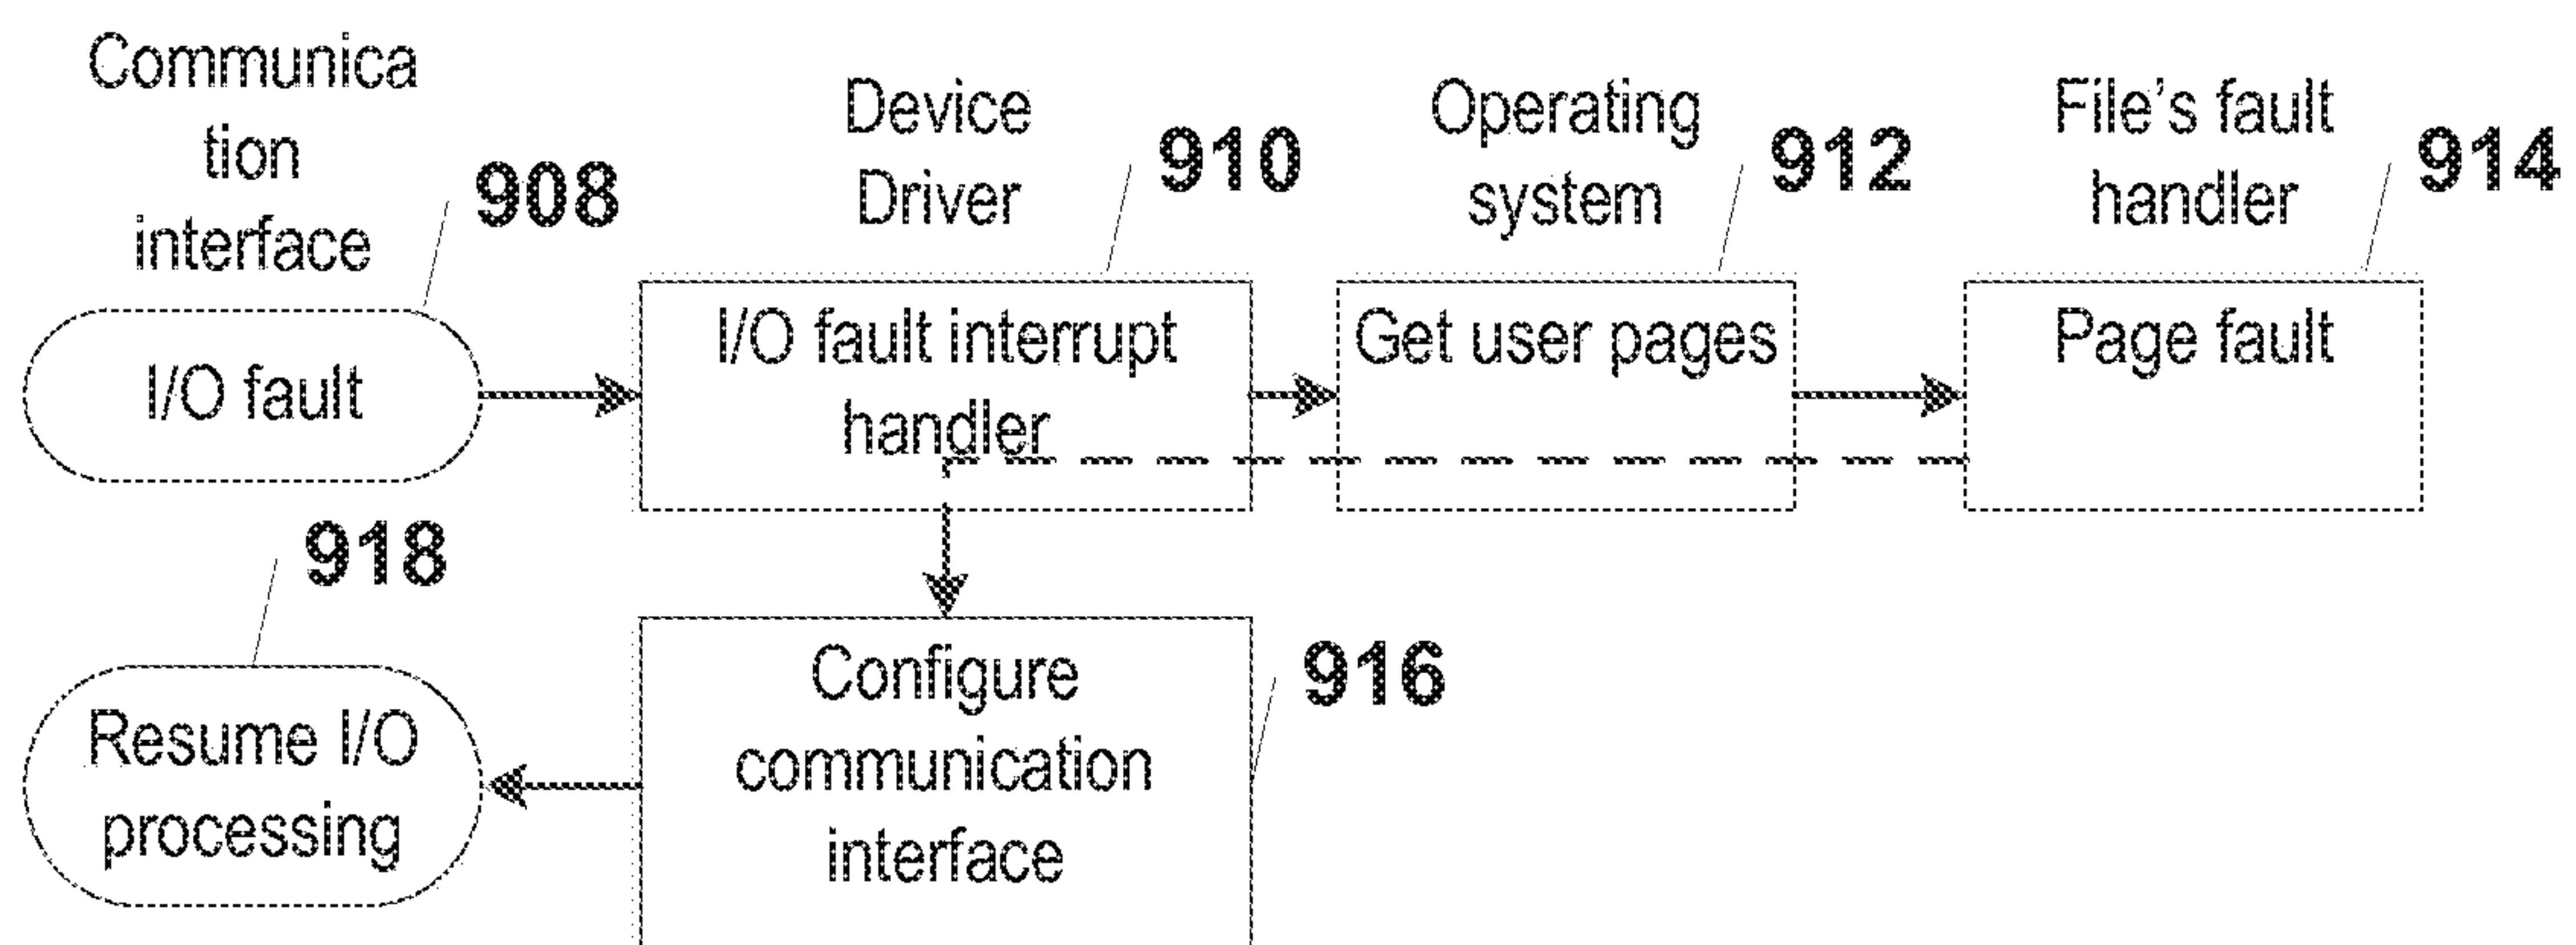 Communica
tion
interface
908
Device
Driver
910
Operating
system
912
File's fault
handler
914
I/O fault
I/O fault interrupt
handler
Get user pages
Page fault
918
Resume I/O
processing
Configure
communication
interface
916